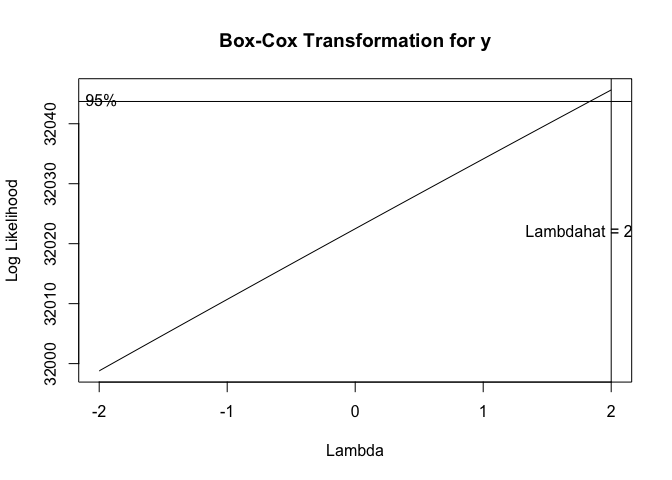 Box-Cox Transformation for y
Log Likelihood
32040
32030
32020
32010
32000
95%
Lambdahat = 2
-2
-1
0
1
2
Lambda